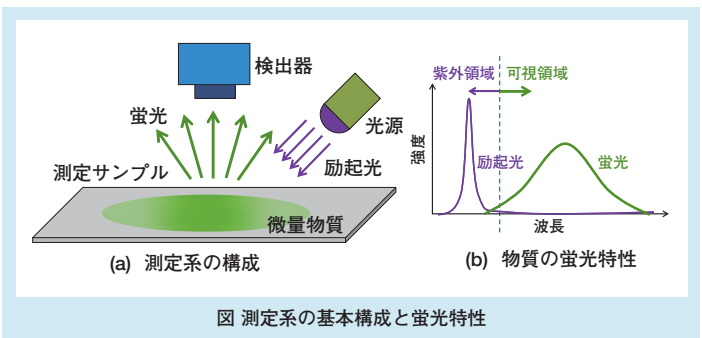 検出器
蛍光
光源
励起光
測定サンプル
微量物質
(a) 測定系の構成
紫外領域
可視領域
強度
励起光
蛍光
波長
(b) 物質の蛍光特性
図 測定系の基本構成と蛍光特性